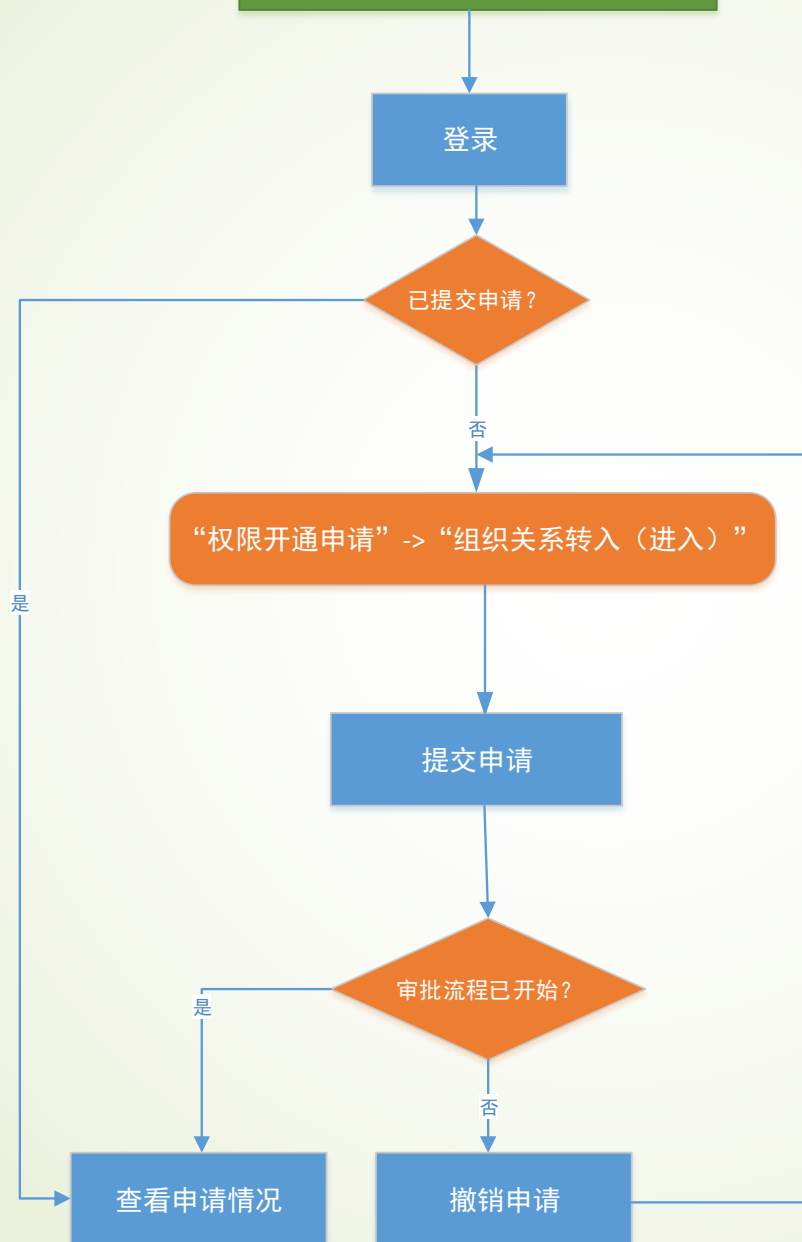 登录
已提交申请？
否
“权限开通申请” -> “组织关系转入（进入）”
是
提交申请
审批流程已开始？
是
否
查看申请情况
撤销申请